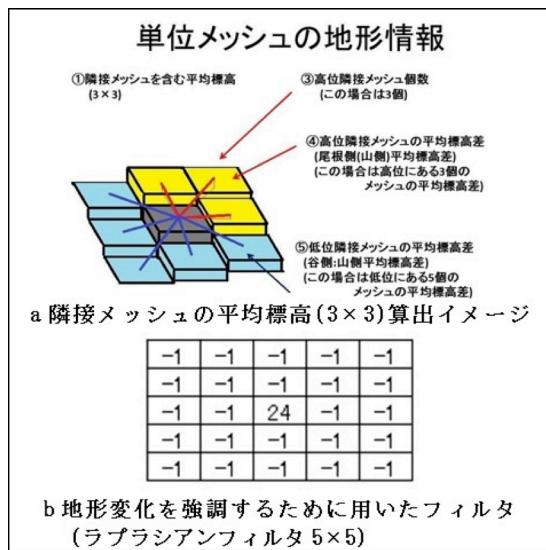 単位メッシュの地形情報
①隣接メッシュを含む平均標高
(3×3)
③高位隣接メッシュ個数
(この場合は3個)
④高位隣接メッシュの平均標高差
(尾根側(山側)平均標高差)
(この場合は高位にある3個の
メッシュの平均標高差)
⑤低位隣接メッシュの平均標高差
(谷側:山側平均標高差)
(この場合は低位にある5個の
メッシュの平均標高差)
a 隣接メッシュの平均標高(3×3)算出イメージ
-1 -1 -1 -1 -1
-1 -1 -1 -1 -1
-1 -1 24 -1 -1
-1 -1 -1 -1 -1
-1 -1 -1 -1 -1
b 地形変化を強調するために用いたフィルタ
(ラプラシアンフィルタ5×5)